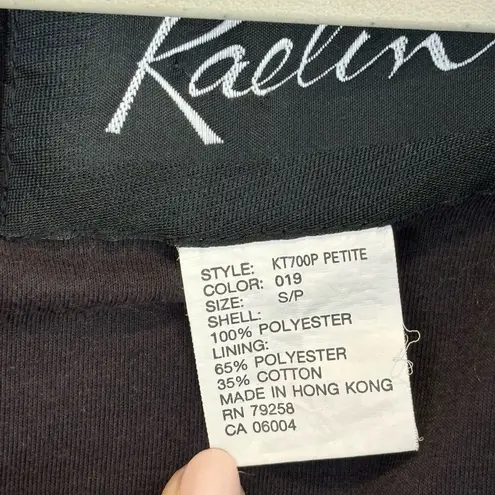 Kaelin
STYLE: KT700P PETITE
COLOR: 019
SIZE: S/P
SHELL:
100% POLYESTER
LINING:
65% POLYESTER
35% COTTON
MADE IN HONG KONG
RN 79258
CA 06004